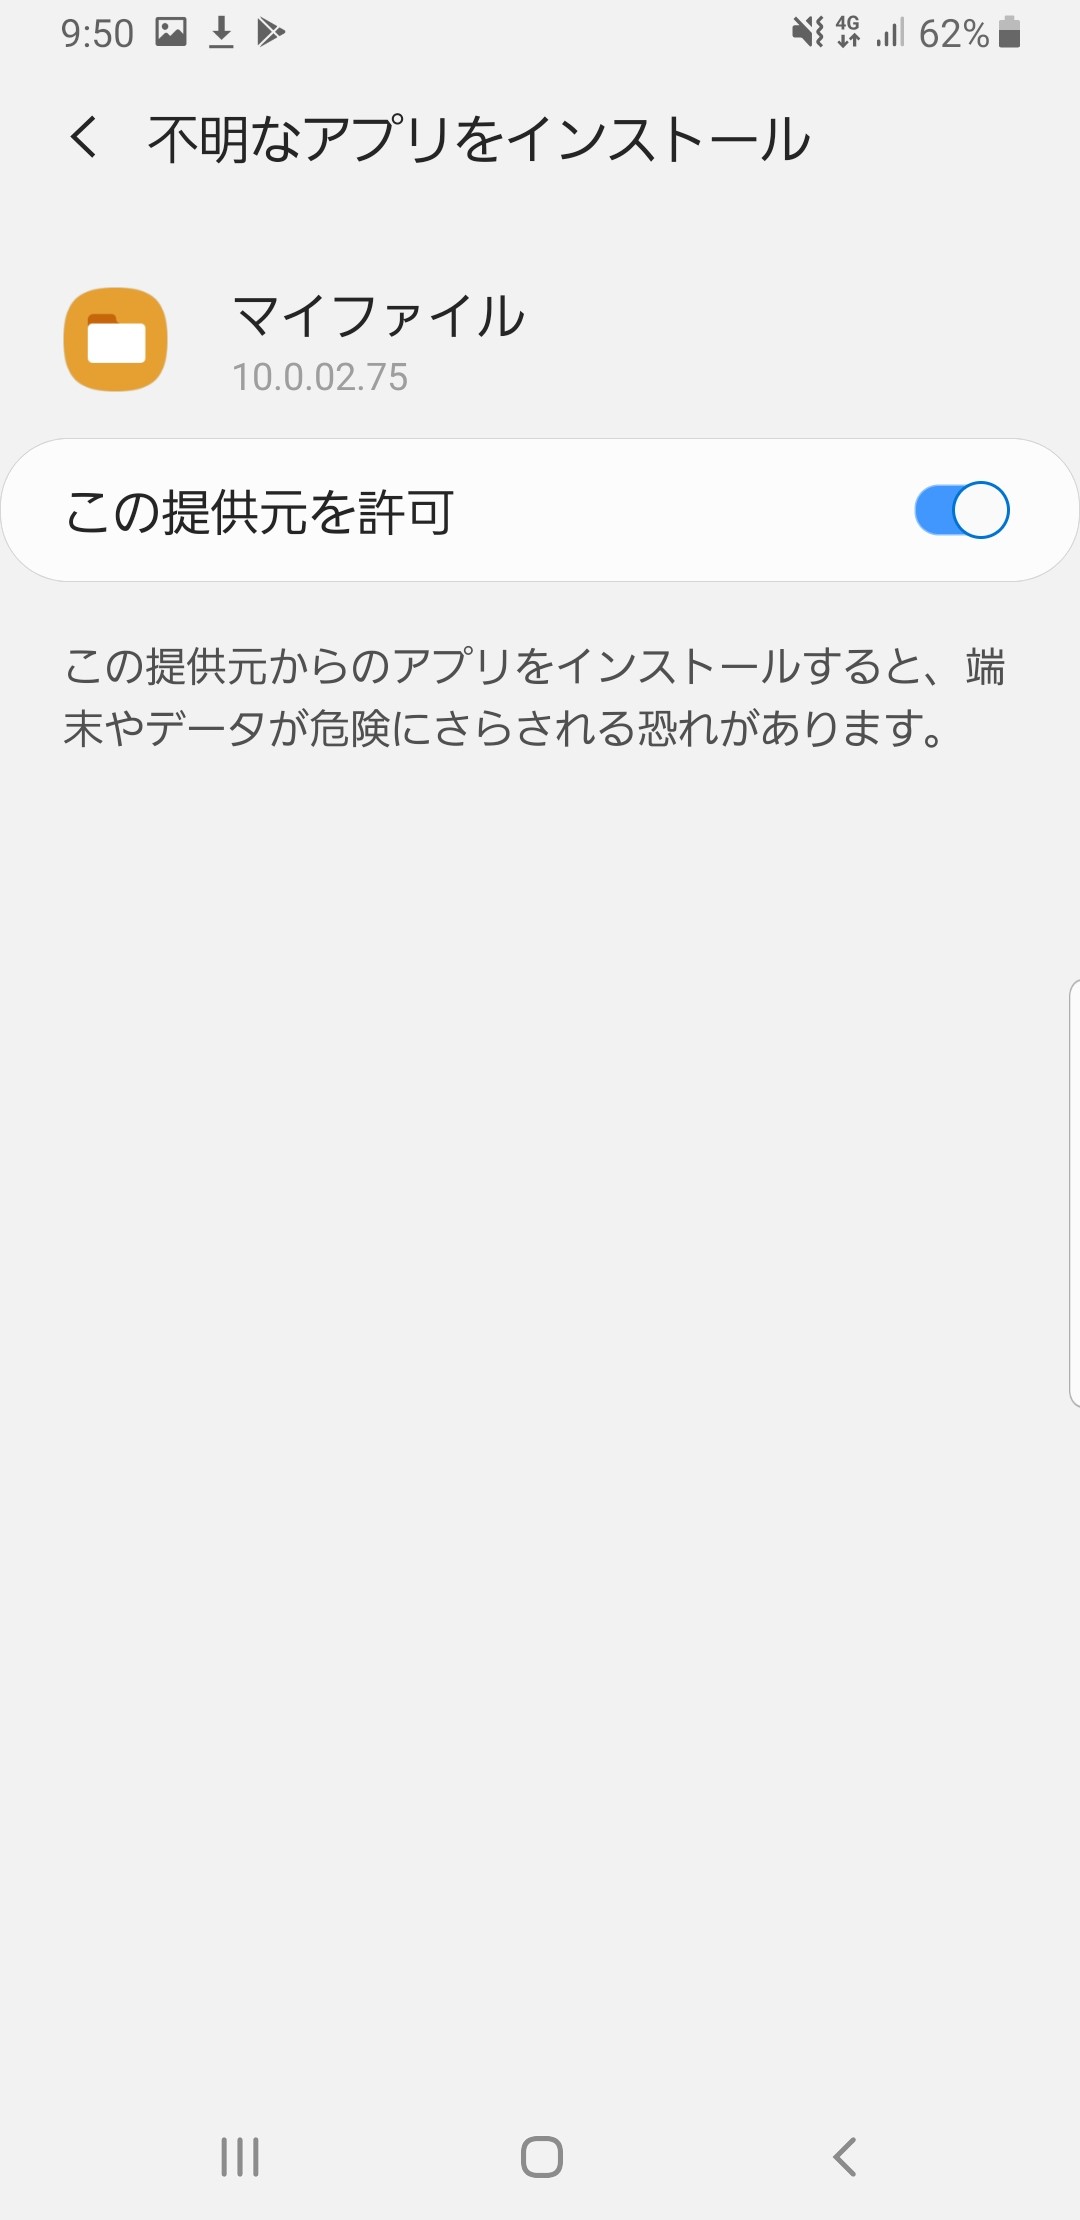 9:50 4G 62%
不明なアプリをインストール
マイファイル
10.0.02.75
この提供元を許可
この提供元からのアプリをインストールすると、端
末やデータが危険にさらされる恐れがあります。